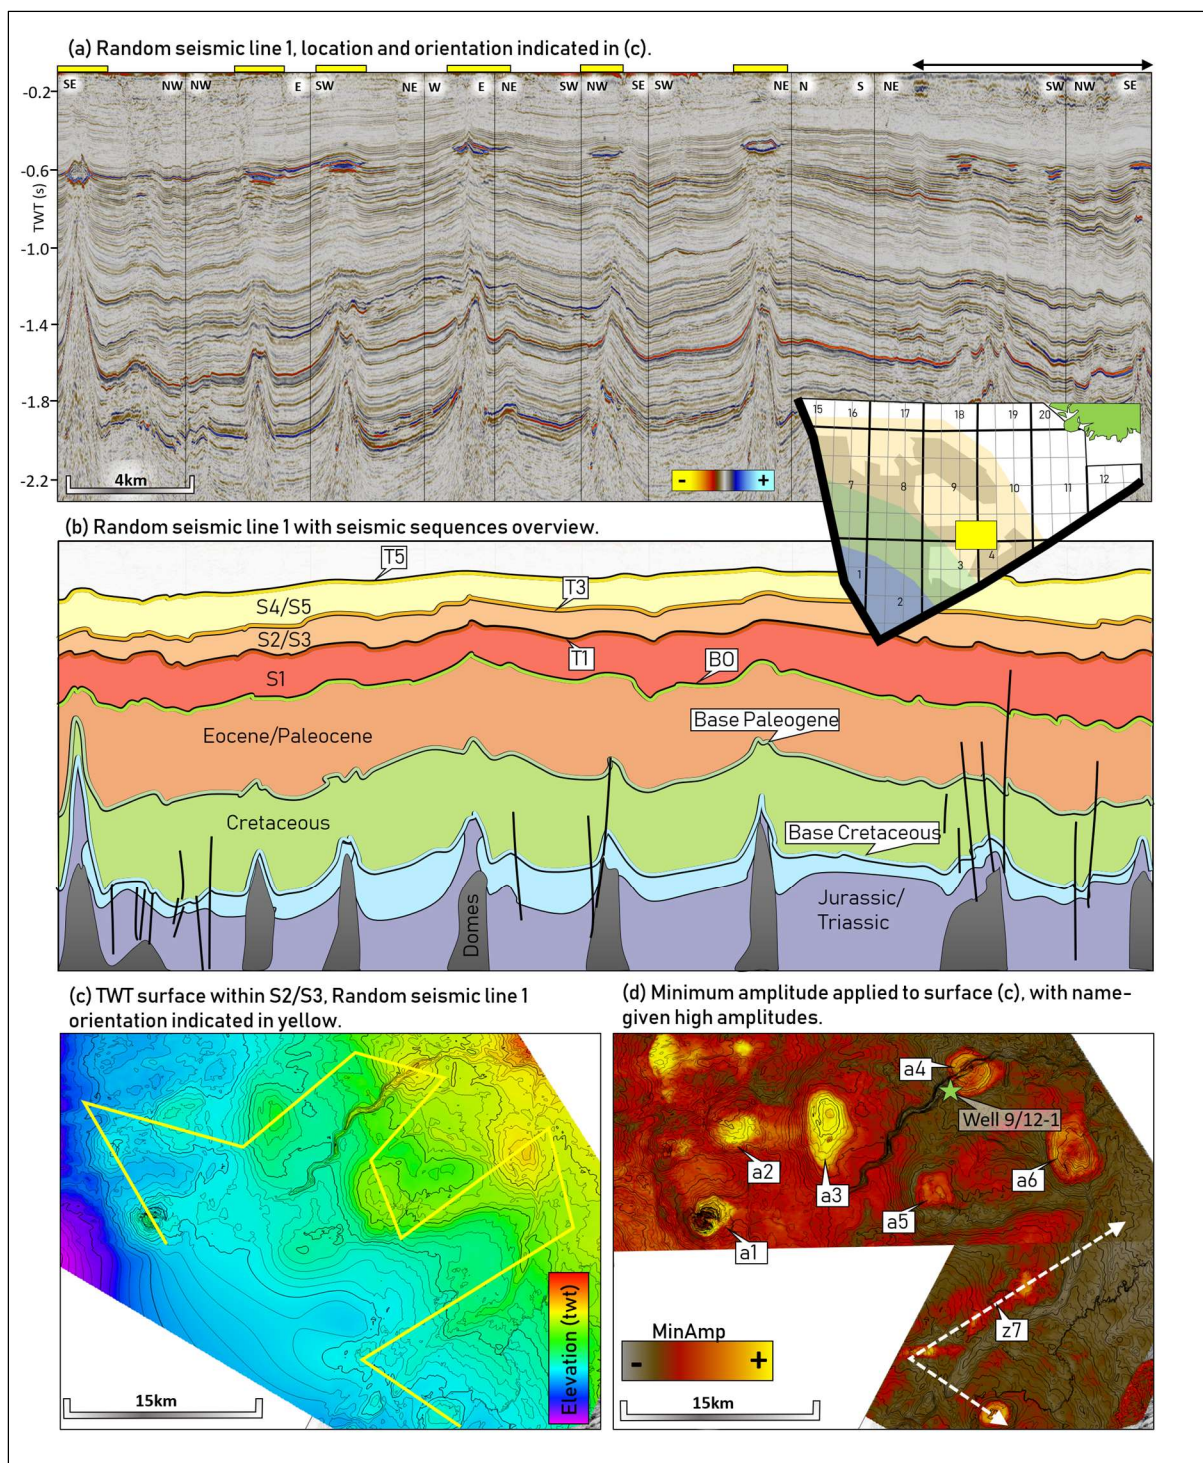 (a) Random seismic line 1, location and orientation indicated in (c).
SE NW NW E SW NE W E NE SW NW SE SW NE N S NE SW NW SE
-0.2
-0.6
TWT (s)
-1.0
-1.4
-1.8
-2.2
4km
- +
15 16 17 18 19 20
7 8 9 10 11 12
1 2 3 4
(b) Random seismic line 1 with seismic sequences overview.
T5
S4/S5
T3
S2/S3
T1
BO
S1
Base Paleogene
Eocene/Paleocene
Cretaceous
Base Cretaceous
Jurassic/
Triassic
Domes
(c) TWT surface within S2/S3, Random seismic line 1
orientation indicated in yellow.
Elevation (twt)
15km
(d) Minimum amplitude applied to surface (c), with name-
given high amplitudes.
a4
Well 9/12-1
a2
a3
a6
a5
a1
z7
MinAmp
- +
15km